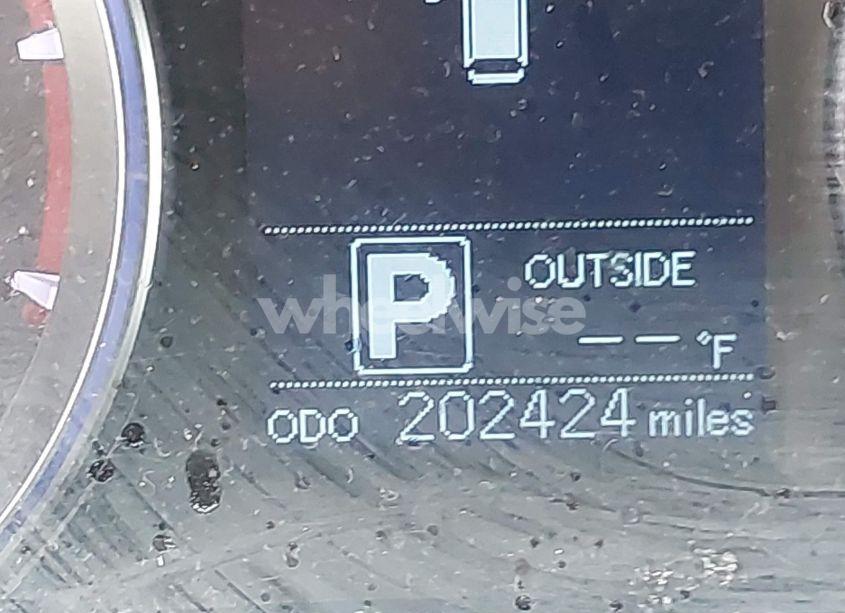 P
OUTSIDE
-- °F
ODO 202424 miles
wheelwise